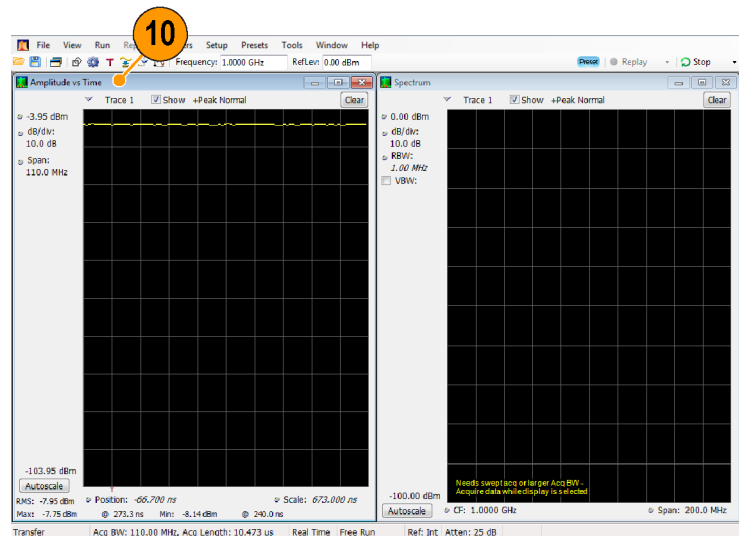 10
File View Run Rep ers Setup Presets Tools Window Help
T Frequency: 1.0000 GHz RefLev: 0.00 dBm Preset Replay Stop
Amplitude vs Time
Trace 1 Show +Peak Normal Clear
-3.95 dBm
dB/div:
10.0 dB
Span:
110.0 MHz
-103.95 dBm
Autoscale
RMS: -7.95 dBm Position: -66.700 ns Scale: 673.000 ns
Max: -7.75 dBm @ 273.3 ns Min: -8.14 dBm @ 240.0 ns
Spectrum
Trace 1 Show +Peak Normal Clear
0.00 dBm
dB/div:
10.0 dB
RBW:
1.00 MHz
VBW:
Needs swept acq or larger Acq BW -
Acquire data while display is selected
-100.00 dBm
Autoscale CF: 1.0000 GHz Span: 200.0 MHz
Transfer Acq BW: 110.00 MHz, Acq Length: 10.473 us Real Time Free Run Ref: Int Atten: 25 dB